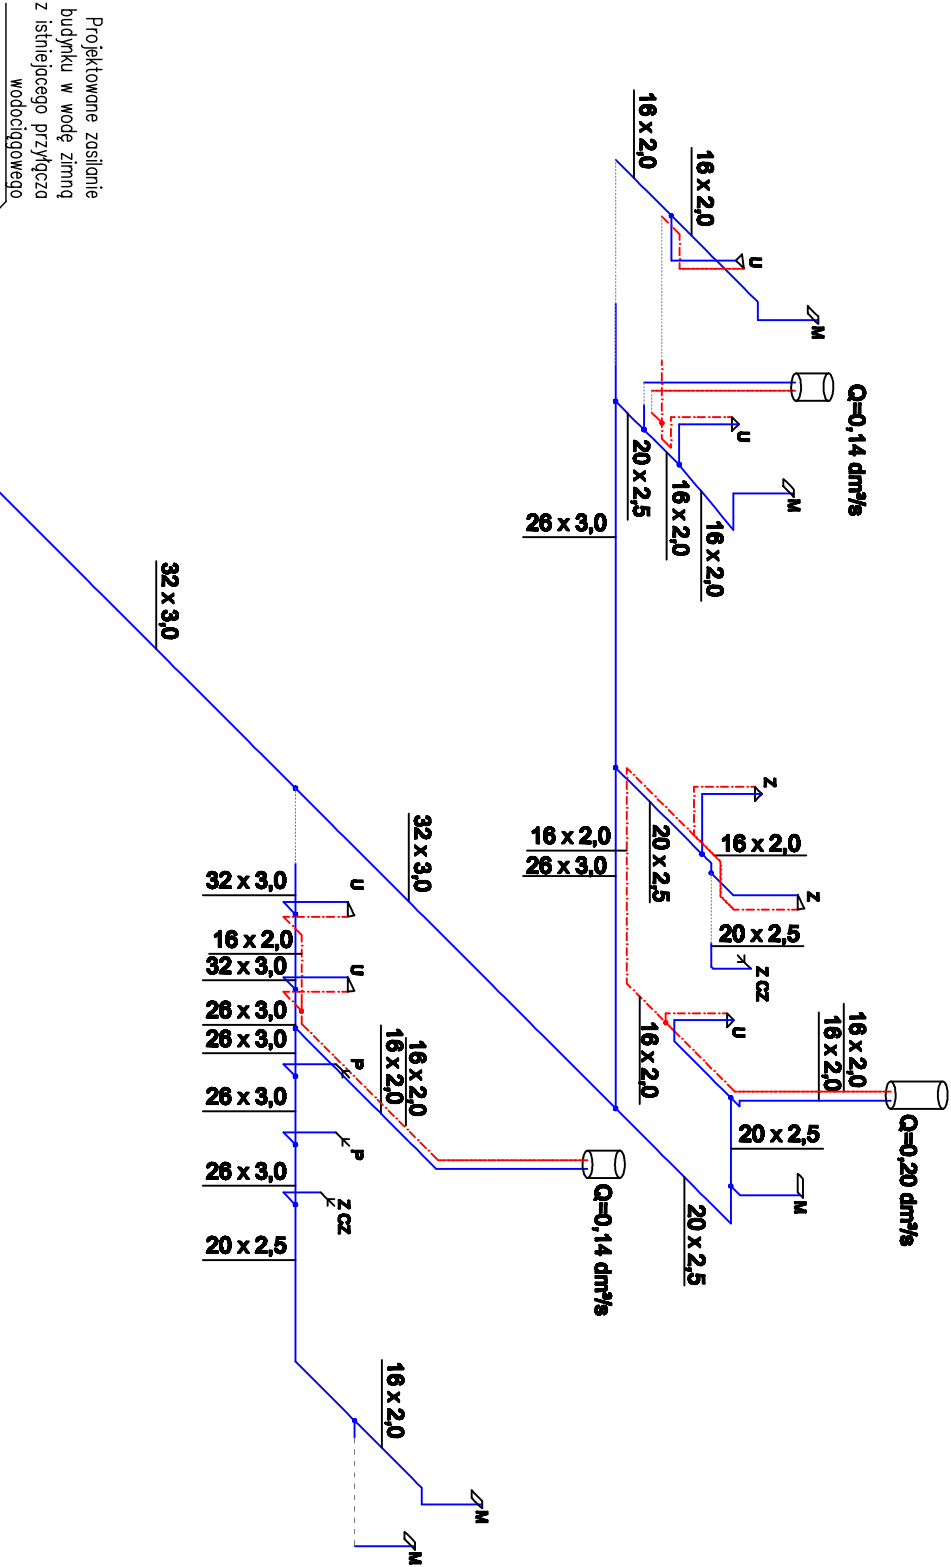 Projektowane zasilanie
budynku w wodę zimną
z istniejącego przyłącza
wodociągowego
16 x 2,0
16 x 2,0
U
M
Q=0,14 dm³/s
U
M
20 x 2,5
16 x 2,0
16 x 2,0
26 x 3,0
32 x 3,0
Z
16 x 2,0
16 x 2,0
26 x 3,0
20 x 2,5
Z
20 x 2,5
Z CZ
32 x 3,0
U
32 x 3,0
16 x 2,0
32 x 3,0
U
26 x 3,0
26 x 3,0
16 x 2,0
16 x 2,0
P
26 x 3,0
P
26 x 3,0
Z CZ
20 x 2,5
16 x 2,0
U
16 x 2,0
16 x 2,0
20 x 2,5
Q=0,20 dm³/s
M
20 x 2,5
Q=0,14 dm³/s
16 x 2,0
M
M